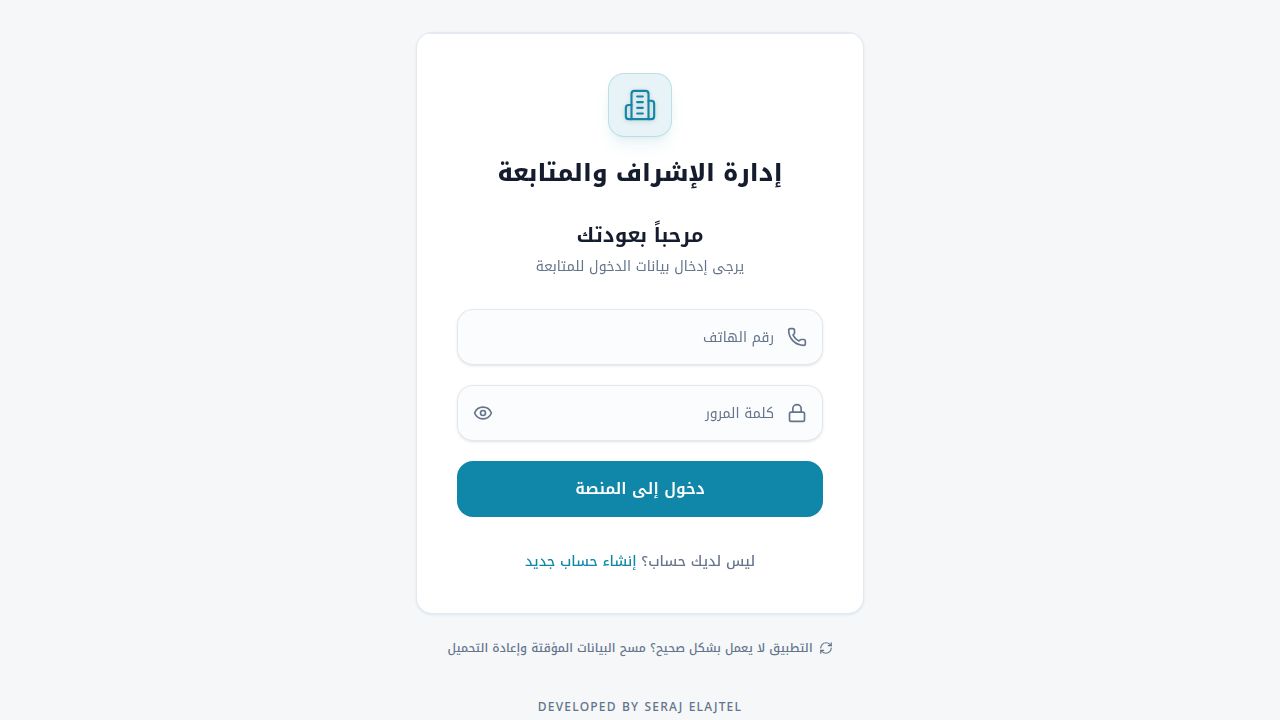 إدارة الإشراف والمتابعة
مرحباً بعودتك
يرجى إدخال بيانات الدخول للمتابعة
رقم الهاتف
كلمة المرور
دخول إلى المنصة
ليس لديك حساب؟ إنشاء حساب جديد
التطبيق لا يعمل بشكل صحيح؟ مسح البيانات المؤقتة وإعادة التحميل
DEVELOPED BY SERAJ ELAJTEL